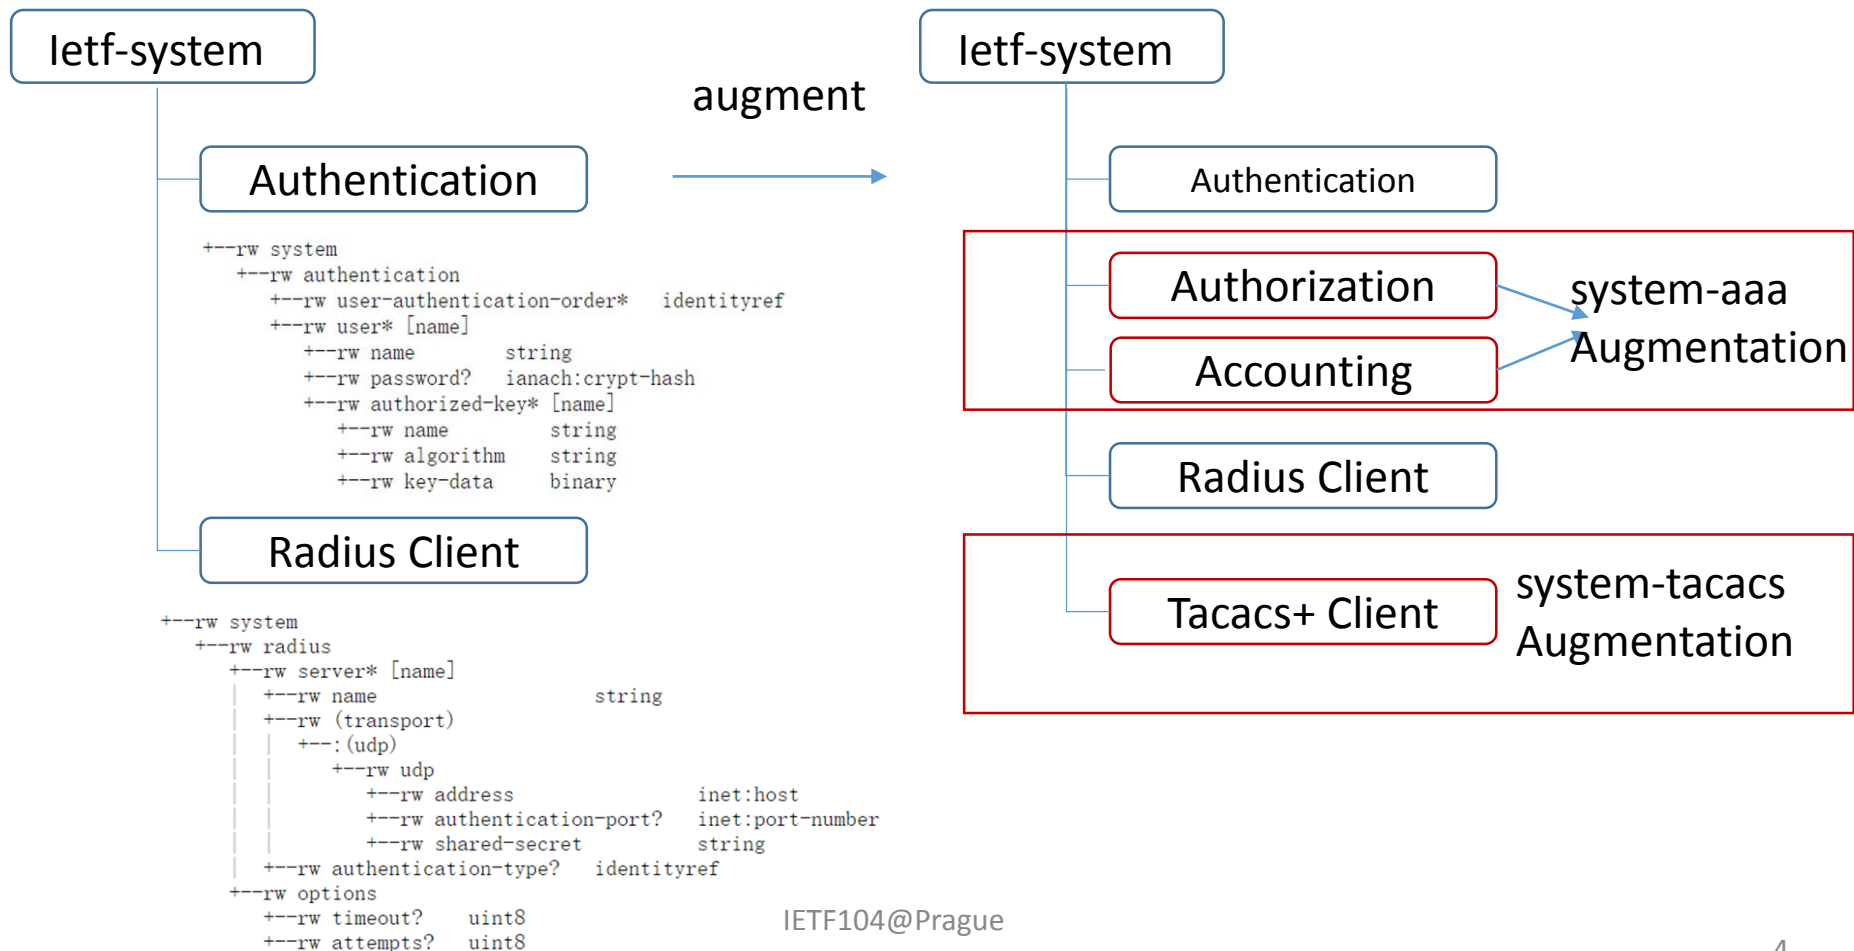 Ietf-system
Authentication
+--rw system
   +--rw authentication
      +--rw user-authentication-order*   identityref
      +--rw user* [name]
         +--rw name        string
         +--rw password?   ianach:crypt-hash
         +--rw authorized-key* [name]
            +--rw name         string
            +--rw algorithm    string
            +--rw key-data     binary
Radius Client
+--rw system
   +--rw radius
      +--rw server* [name]
      |  +--rw name                   string
      |  +--rw (transport)
      |  |  +--:(udp)
      |  |     +--rw udp
      |  |        +--rw address                inet:host
      |  |        +--rw authentication-port?   inet:port-number
      |  |        +--rw shared-secret          string
      |  +--rw authentication-type?   identityref
      +--rw options
         +--rw timeout?    uint8
         +--rw attempts?   uint8
augment
Ietf-system
Authentication
Authorization
Accounting
system-aaa
Augmentation
Radius Client
Tacacs+ Client
system-tacacs
Augmentation
IETF104@Prague
4